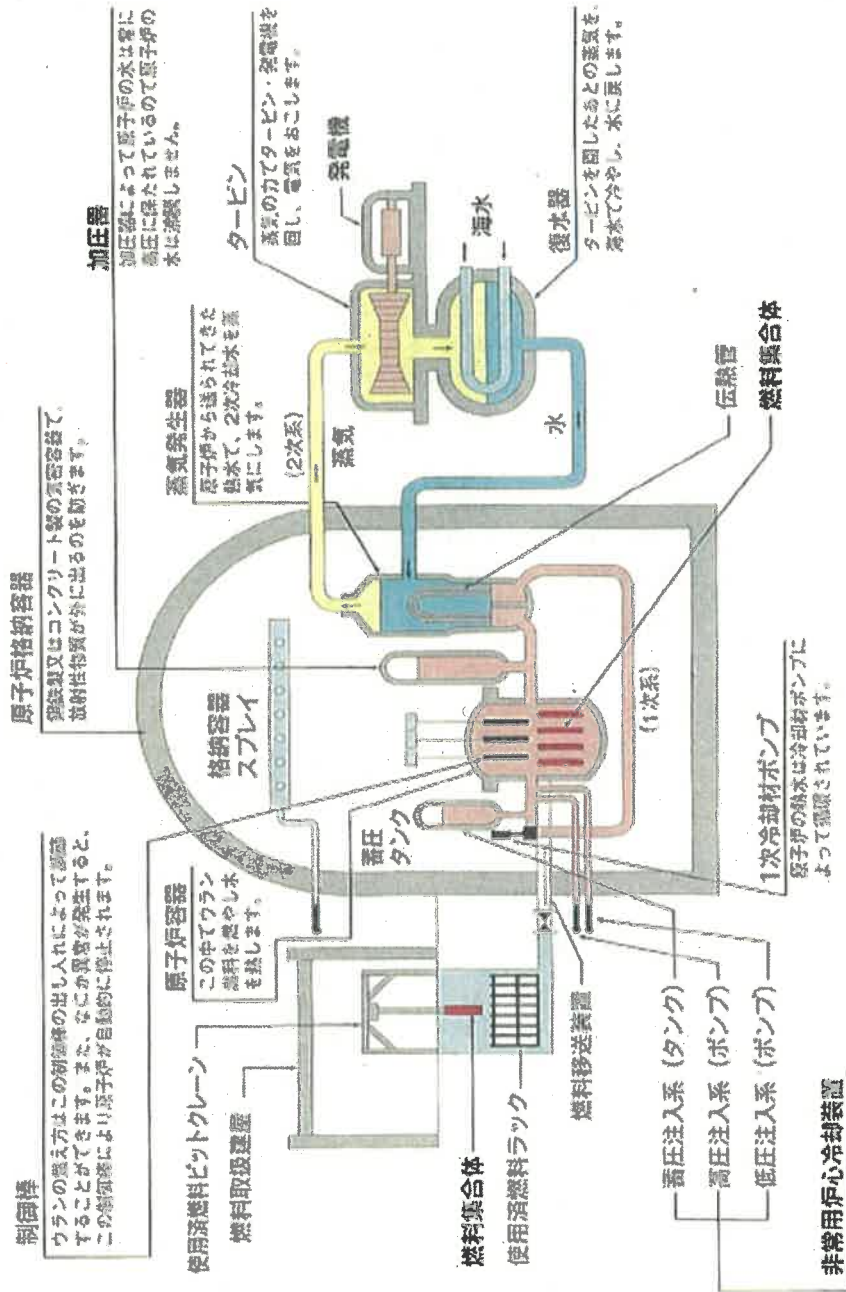 制御棒
ウランの燃え方はこの制御棒の出し入れによって調節
することができます。また、なにか異常が発生すると、
この制御棒により原子炉が自動的に停止されます。
原子炉格納容器
鋼鉄製又はコンクリート製の気密容器で、
放射性物質が外に出るのを防ぎます。
加圧器
加圧器によって原子炉の水は常に
高圧に保たれているので原子炉の
水は沸騰しません。
使用済燃料ピットクレーン
燃料取扱建屋
原子炉容器
この中でウラン
燃料を燃やし水
を熱します。
格納容器
スプレイ
蒸気発生器
原子炉から送られてきた
熱水で、2次冷却水を蒸
気にします。
タービン
蒸気の力でタービン・発電機を
回し、電気をおこします。
発電機
(2次系)
蒸気
蓄圧
タンク
水
海水
復水器
タービンを回したあとの蒸気を
海水で冷やし、水に戻します。
燃料集合体
使用済燃料ラック
燃料移送装置
(1次系)
伝熱管
燃料集合体
1次冷却材ポンプ
原子炉の熱水は冷却材ポンプに
よって循環されています。
蓄圧注入系(タンク)
高圧注入系(ポンプ)
低圧注入系(ポンプ)
非常用炉心冷却装置